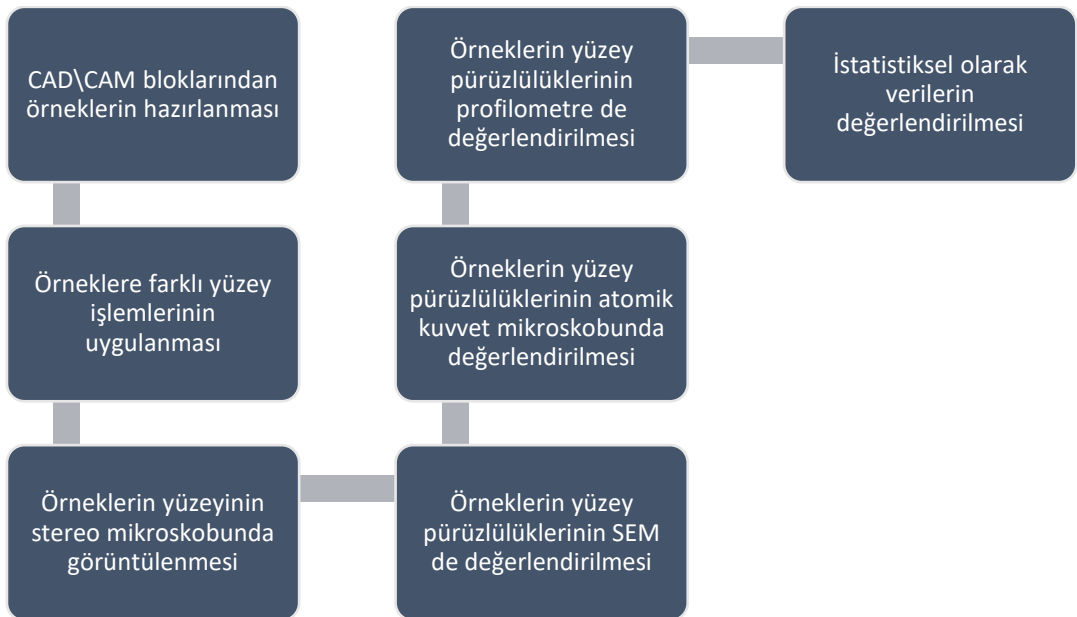 CAD\CAM bloklarından
örneklerin hazırlanması
Örneklere farklı yüzey
işlemlerinin
uygulanması
Örneklerin yüzeyinin
stereo mikroskobunda
görüntülenmesi
Örneklerin yüzey
pürüzlülüklerinin SEM
de değerlendirilmesi
Örneklerin yüzey
pürüzlülüklerinin atomik
kuvvet mikroskobunda
değerlendirilmesi
Örneklerin yüzey
pürüzlülüklerinin
profilometre de
değerlendirilmesi
İstatistiksel olarak
verilerin
değerlendirilmesi